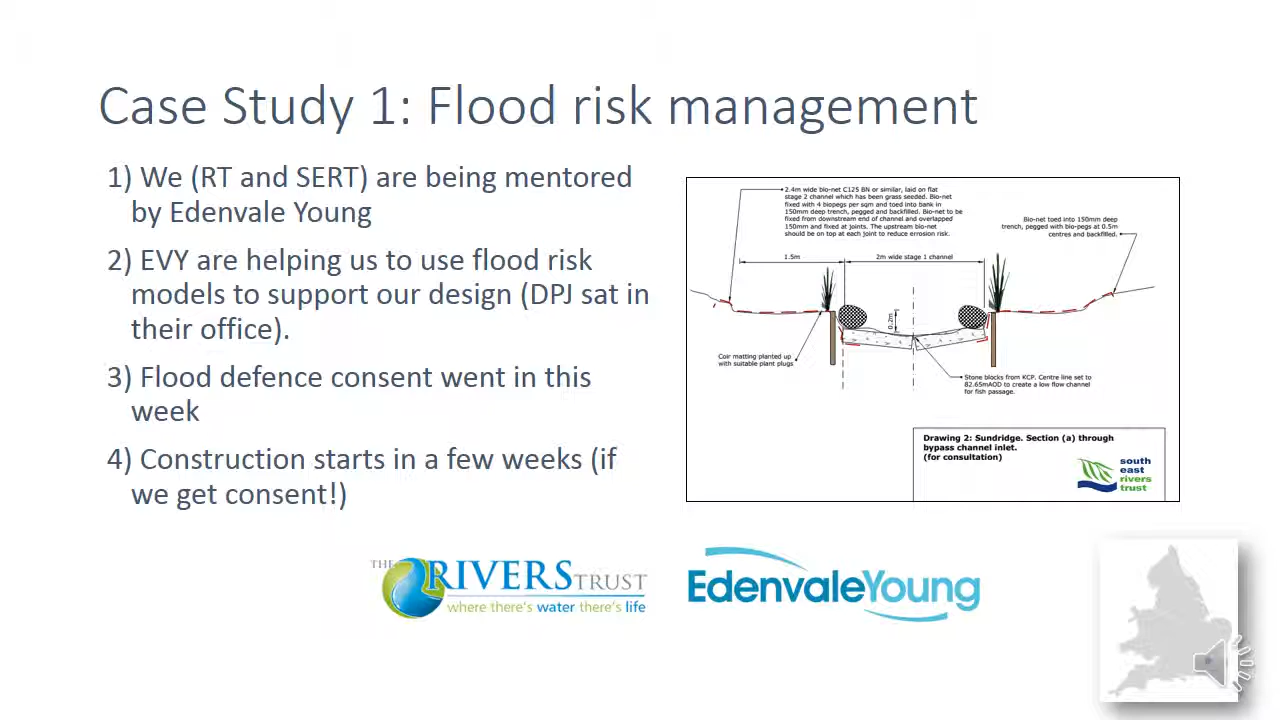 Case Study 1: Flood risk management
1) We (RT and SERT) are being mentored
by Edenvale Young
2) EVY are helping us to use flood risk
models to support our design (DPJ sat in
their office).
3) Flood defence consent went in this
week
4) Construction starts in a few weeks (if
we get consent!)
2.4m wide bio-net C125 BN or similar, laid on flat
stage 2 channel which has been grass seeded. Bio-net
fixed with 4 biopegs per sqm and toed into bank in
150mm deep trench, pegged and backfilled. Bio-net to be
fixed from downstream end of channel and overlapped
150mm and fixed at joints. The upstream bio-net
should be on top at each joint to reduce errosion risk.
Bio-net toed into 150mm deep
trench, pegged with bio-pegs at 0.5m
centres and backfilled.
1.5m
2m wide stage 1 channel
0.2m
Coir matting planted up
with suitable plant plugs
Stone blocks from KCP. Centre line set to
82.65mAOD to create a low flow channel
for fish passage.
Drawing 2: Sundridge. Section (a) through
bypass channel inlet.
(for consultation)
south
east
rivers
trust
THE RIVERS TRUST
where there's water there's life
EdenvaleYoung